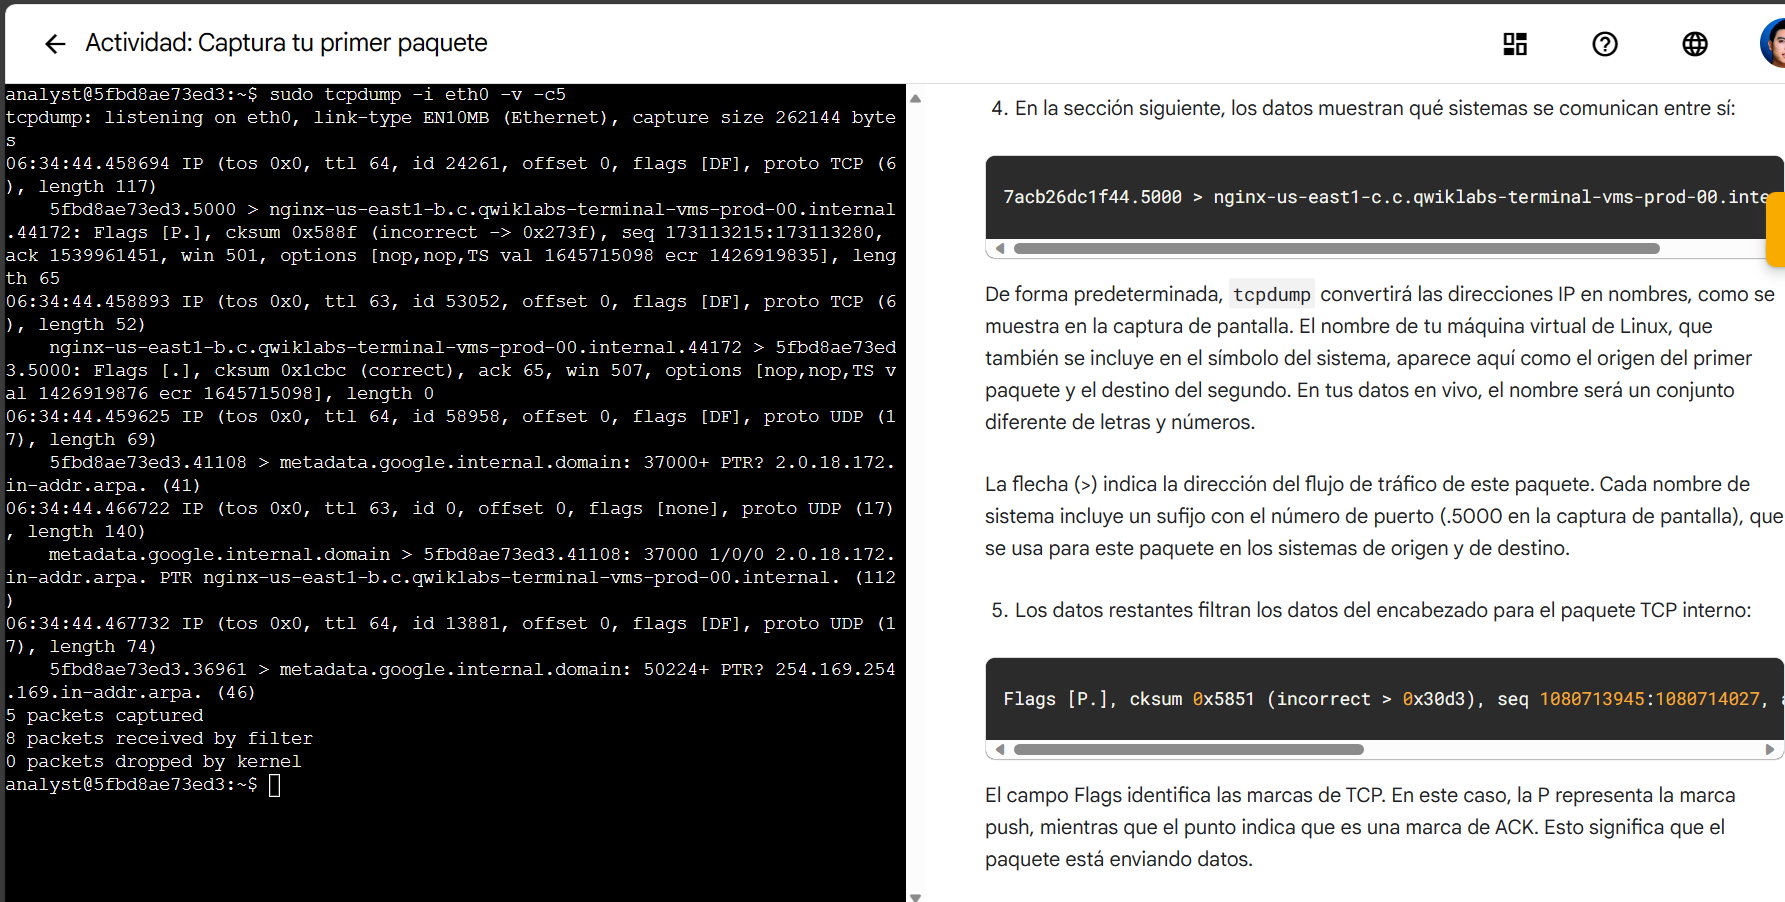 Actividad: Captura tu primer paquete
analyst@5fbd8ae73ed3:~$ sudo tcpdump -i eth0 -v -c5
tcpdump: listening on eth0, link-type EN10MB (Ethernet), capture size 262144 byte
s
06:34:44.458694 IP (tos 0x0, ttl 64, id 24261, offset 0, flags [DF], proto TCP (6
), length 117)
    5fbd8ae73ed3.5000 > nginx-us-east1-b.c.qwiklabs-terminal-vms-prod-00.internal
.44172: Flags [P.], cksum 0x588f (incorrect -> 0x273f), seq 173113215:173113280,
ack 1539961451, win 501, options [nop,nop,TS val 1645715098 ecr 1426919835], leng
th 65
06:34:44.458893 IP (tos 0x0, ttl 63, id 53052, offset 0, flags [DF], proto TCP (6
), length 52)
    nginx-us-east1-b.c.qwiklabs-terminal-vms-prod-00.internal.44172 > 5fbd8ae73ed
3.5000: Flags [.], cksum 0x1cbc (correct), ack 65, win 507, options [nop,nop,TS v
al 1426919876 ecr 1645715098], length 0
06:34:44.459625 IP (tos 0x0, ttl 64, id 58958, offset 0, flags [DF], proto UDP (1
7), length 69)
    5fbd8ae73ed3.41108 > metadata.google.internal.domain: 37000+ PTR? 2.0.18.172.
in-addr.arpa. (41)
06:34:44.466722 IP (tos 0x0, ttl 63, id 0, offset 0, flags [none], proto UDP (17)
, length 140)
    metadata.google.internal.domain > 5fbd8ae73ed3.41108: 37000 1/0/0 2.0.18.172.
in-addr.arpa. PTR nginx-us-east1-b.c.qwiklabs-terminal-vms-prod-00.internal. (112
)
06:34:44.467732 IP (tos 0x0, ttl 64, id 13881, offset 0, flags [DF], proto UDP (1
7), length 74)
    5fbd8ae73ed3.36961 > metadata.google.internal.domain: 50224+ PTR? 254.169.254
.169.in-addr.arpa. (46)
5 packets captured
8 packets received by filter
0 packets dropped by kernel
analyst@5fbd8ae73ed3:~$
4. En la sección siguiente, los datos muestran qué sistemas se comunican entre sí:
7acb26dc1f44.5000 > nginx-us-east1-c.c.qwiklabs-terminal-vms-prod-00.inte
De forma predeterminada, tcpdump convertirá las direcciones IP en nombres, como se
muestra en la captura de pantalla. El nombre de tu máquina virtual de Linux, que
también se incluye en el símbolo del sistema, aparece aquí como el origen del primer
paquete y el destino del segundo. En tus datos en vivo, el nombre será un conjunto
diferente de letras y números.
La flecha (>) indica la dirección del flujo de tráfico de este paquete. Cada nombre de
sistema incluye un sufijo con el número de puerto (.5000 en la captura de pantalla), que
se usa para este paquete en los sistemas de origen y de destino.
5. Los datos restantes filtran los datos del encabezado para el paquete TCP interno:
Flags [P.], cksum 0x5851 (incorrect > 0x30d3), seq 1080713945:1080714027,
El campo Flags identifica las marcas de TCP. En este caso, la P representa la marca
push, mientras que el punto indica que es una marca de ACK. Esto significa que el
paquete está enviando datos.